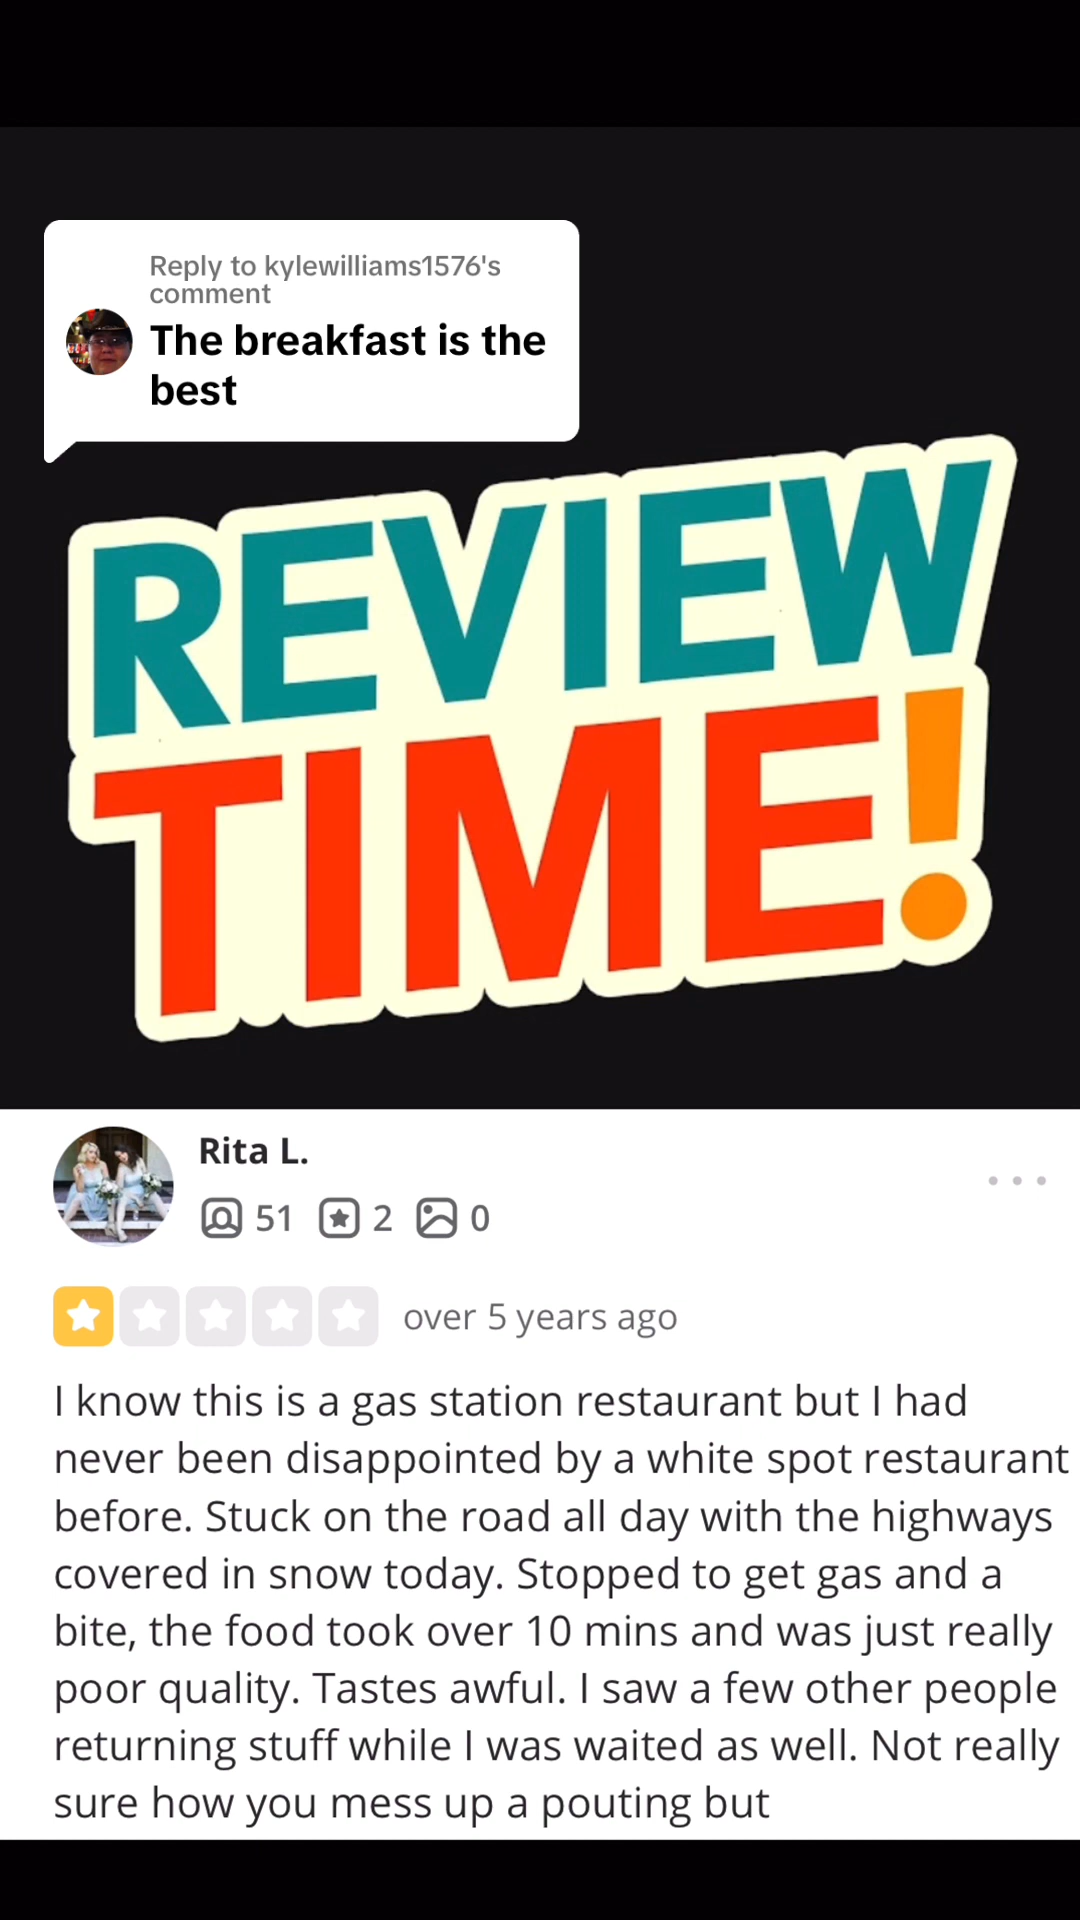 Reply to kylewilliams1576's
comment
The breakfast is the
best
REVIEW
TIME!
Rita L.
51 2 0
over 5 years ago
I know this is a gas station restaurant but I had
never been disappointed by a white spot restaurant
before. Stuck on the road all day with the highways
covered in snow today. Stopped to get gas and a
bite, the food took over 10 mins and was just really
poor quality. Tastes awful. I saw a few other people
returning stuff while I was waited as well. Not really
sure how you mess up a pouting but